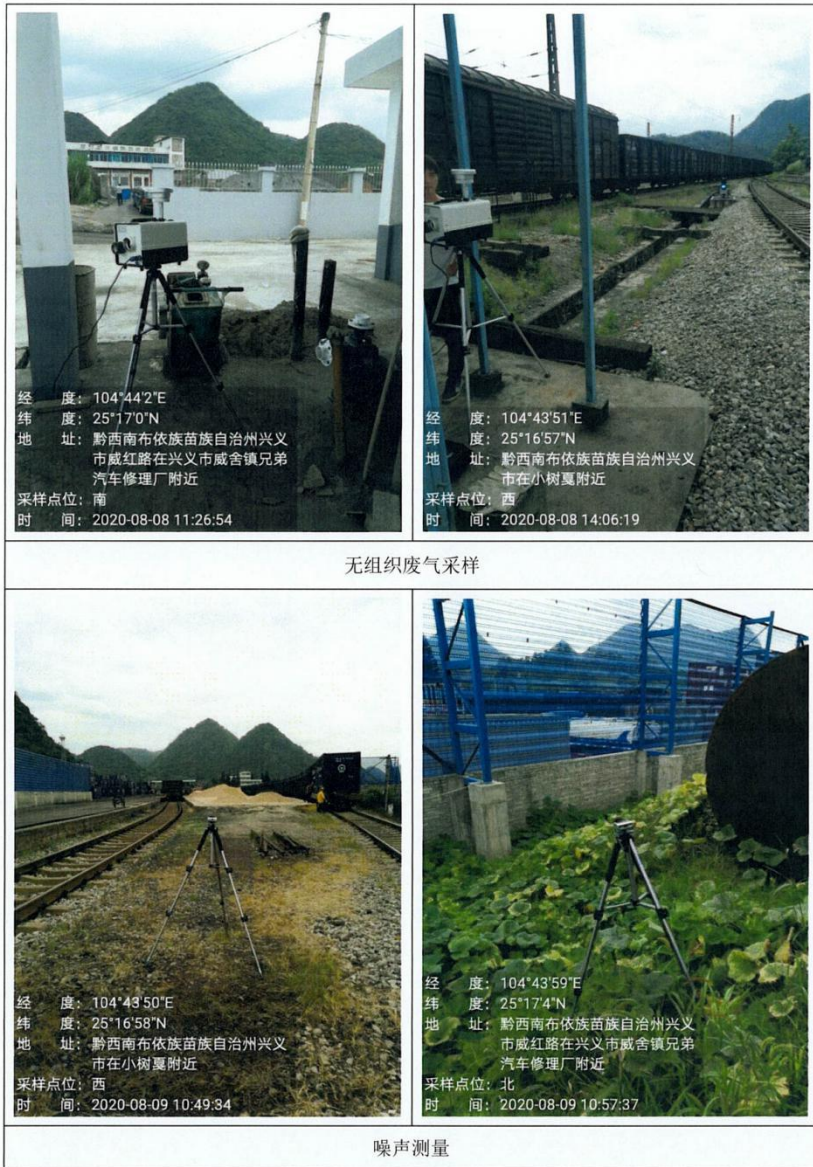 经 度: 104°44'2"E
纬 度: 25°17'0"N
地 址: 黔西南布依族苗族自治州兴义
市威红路在兴义市威舍镇兄弟
汽车修理厂附近
采样点位: 南
时 间: 2020-08-08 11:26:54
经 度: 104°43'51"E
纬 度: 25°16'57"N
地 址: 黔西南布依族苗族自治州兴义
市在小树戛附近
采样点位: 西
时 间: 2020-08-08 14:06:19
无组织废气采样
经 度: 104°43'50"E
纬 度: 25°16'58"N
地 址: 黔西南布依族苗族自治州兴义
市在小树戛附近
采样点位: 西
时 间: 2020-08-09 10:49:34
经 度: 104°43'59"E
纬 度: 25°17'4"N
地 址: 黔西南布依族苗族自治州兴义
市威红路在兴义市威舍镇兄弟
汽车修理厂附近
采样点位: 北
时 间: 2020-08-09 10:57:37
噪声测量